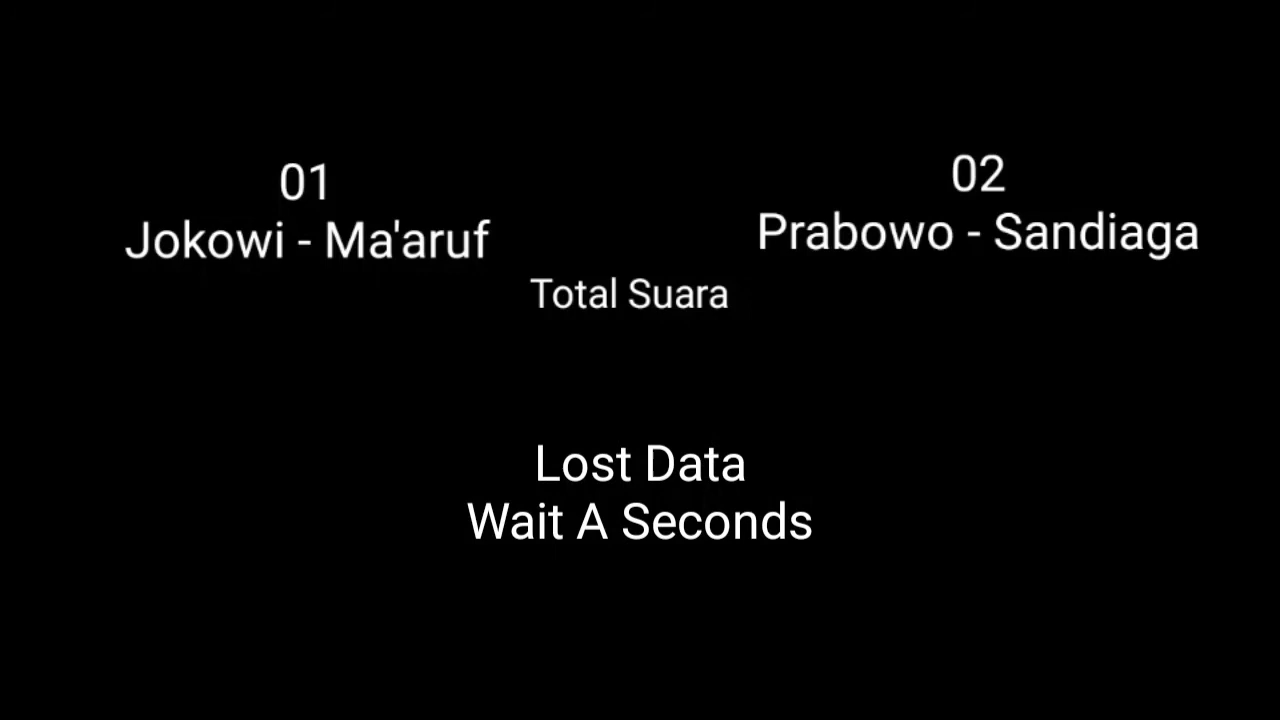 01
Jokowi - Ma'aruf
02
Prabowo - Sandiaga
Total Suara
Lost Data
Wait A Seconds